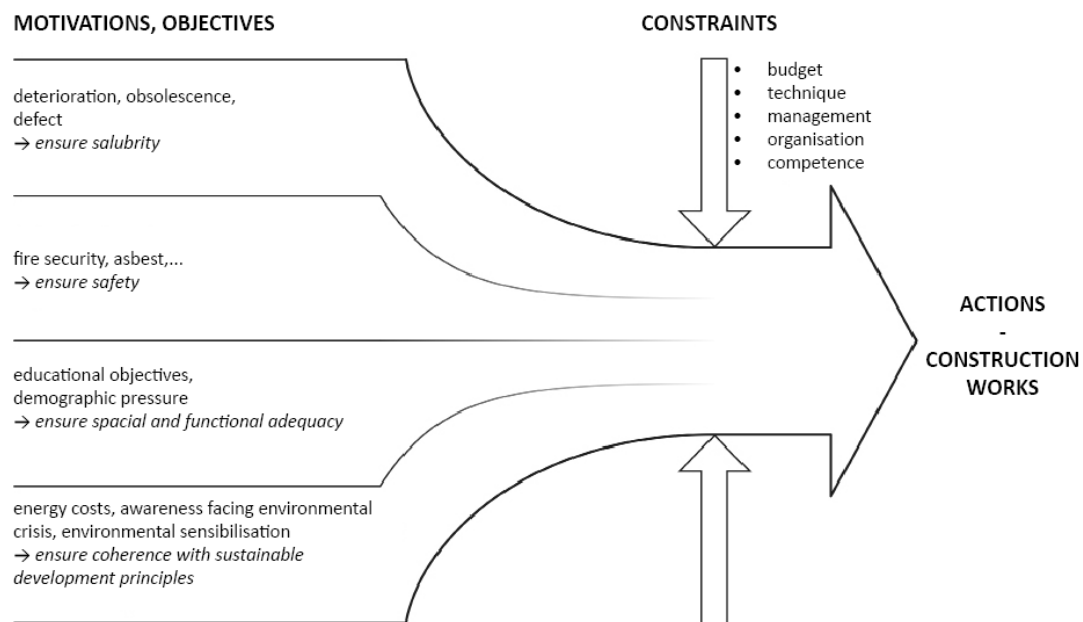 MOTIVATIONS, OBJECTIVES
deterioration, obsolescence,
defect
→ ensure salubrity
fire security, asbest,...
→ ensure safety
educational objectives,
demographic pressure
→ ensure spacial and functional adequacy
energy costs, awareness facing environmental
crisis, environmental sensibilisation
→ ensure coherence with sustainable
development principles
CONSTRAINTS
• budget
• technique
• management
• organisation
• competence
ACTIONS
-
CONSTRUCTION
WORKS